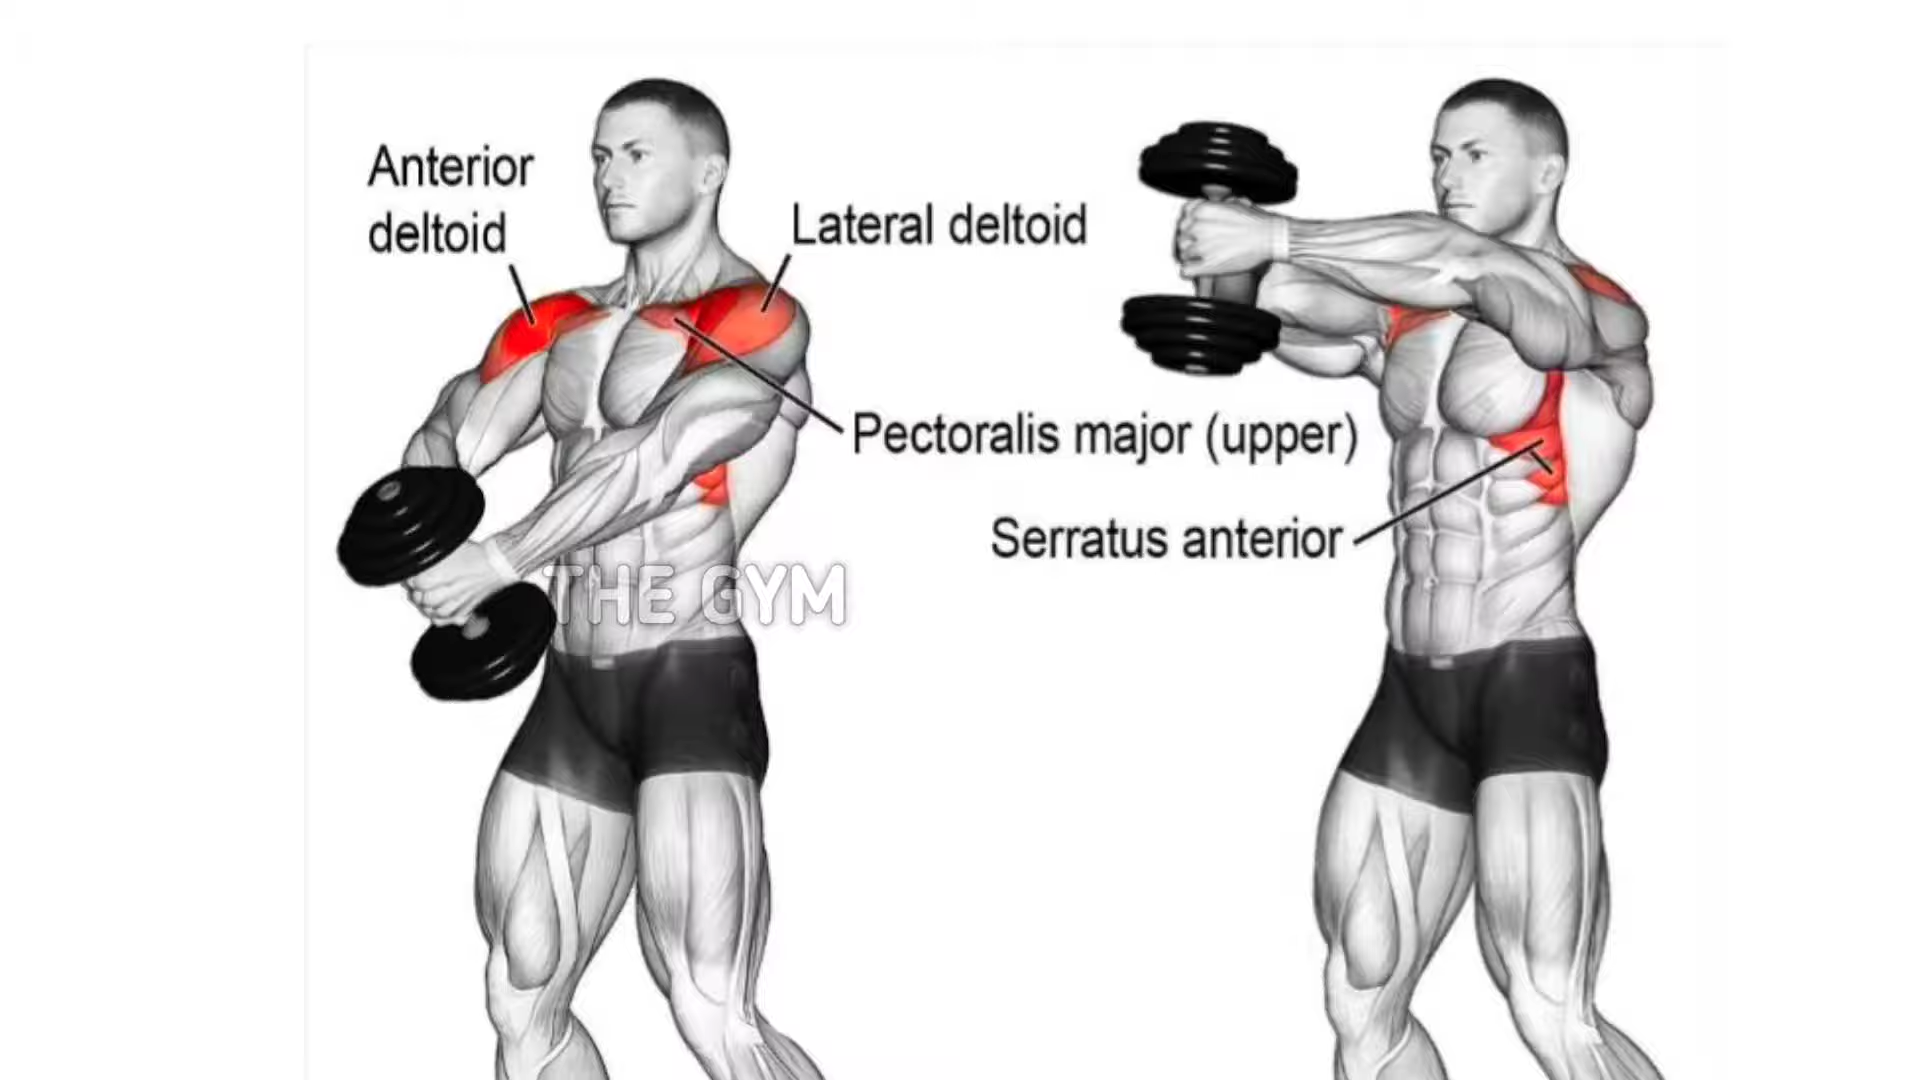 Anterior
deltoid
Lateral deltoid
Pectoralis major (upper)
Serratus anterior
THE GYM